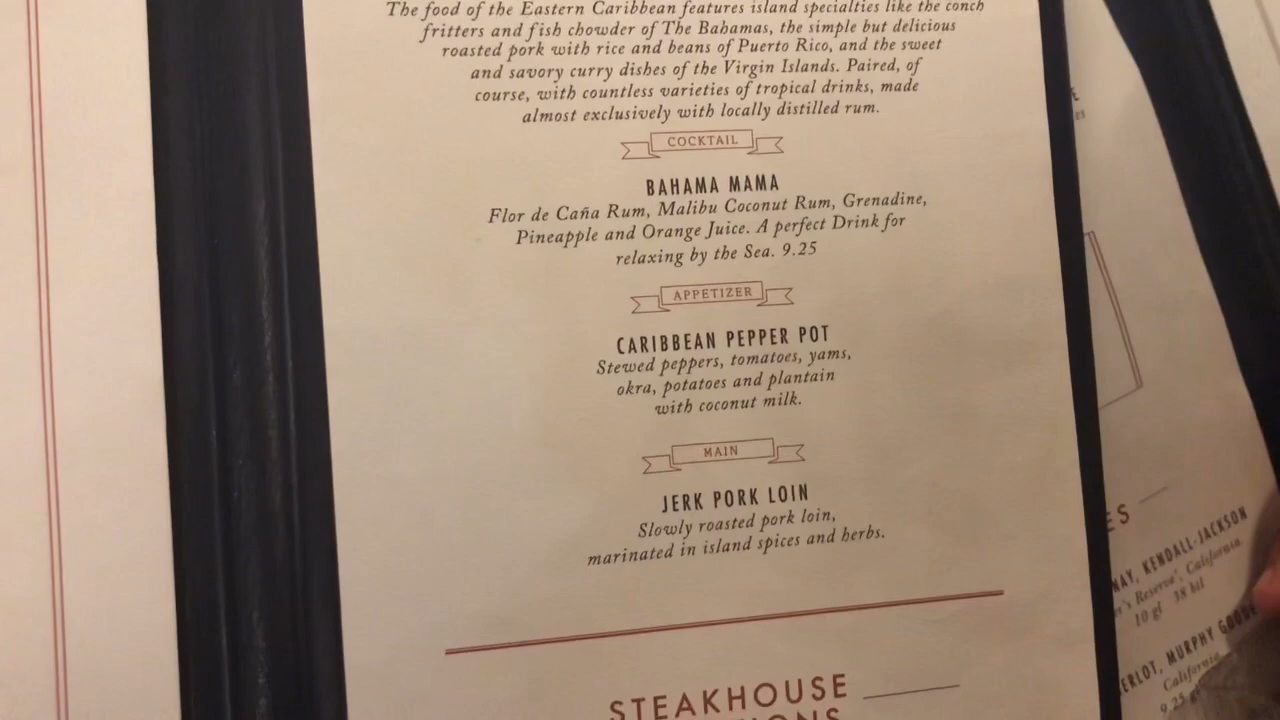 The food of the Eastern Caribbean features island specialties like the conch
fritters and fish chowder of The Bahamas, the simple but delicious
roasted pork with rice and beans of Puerto Rico, and the sweet
and savory curry dishes of the Virgin Islands. Paired, of
course, with countless varieties of tropical drinks, made
almost exclusively with locally distilled rum.
COCKTAIL
BAHAMA MAMA
Flor de Caña Rum, Malibu Coconut Rum, Grenadine,
Pineapple and Orange Juice. A perfect Drink for
relaxing by the Sea. 9.25
APPETIZER
CARIBBEAN PEPPER POT
Stewed peppers, tomatoes, yams,
okra, potatoes and plantain
with coconut milk.
MAIN
JERK PORK LOIN
Slowly roasted pork loin,
marinated in island spices and herbs.
STEAKHOUSE
KENDALL-JACKSON
Reserve', California.
10 gl 38 btl
MURPHY GOODE
California
9.25